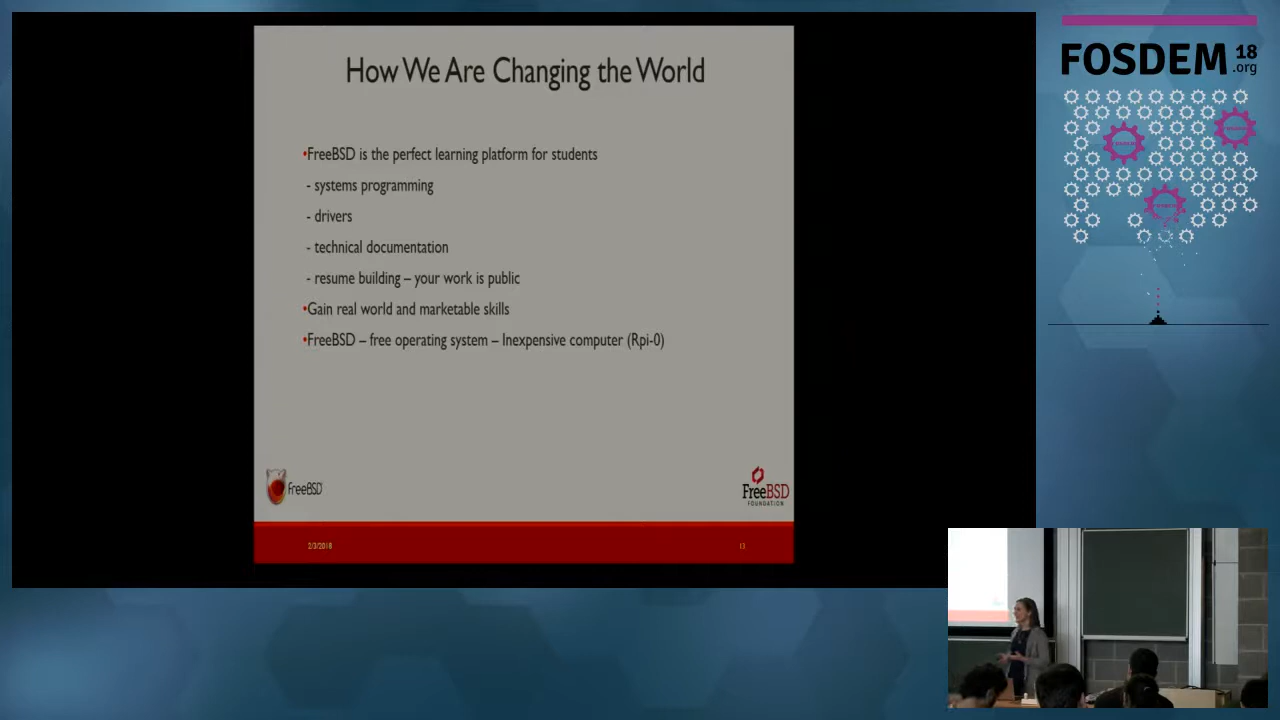 How We Are Changing the World
•FreeBSD is the perfect learning platform for students
- systems programming
- drivers
- technical documentation
- resume building – your work is public
•Gain real world and marketable skills
•FreeBSD – free operating system – Inexpensive computer (Rpi-0)
FreeBSD
FreeBSD
FOUNDATION
2/3/2018
13
FOSDEM 18
.org